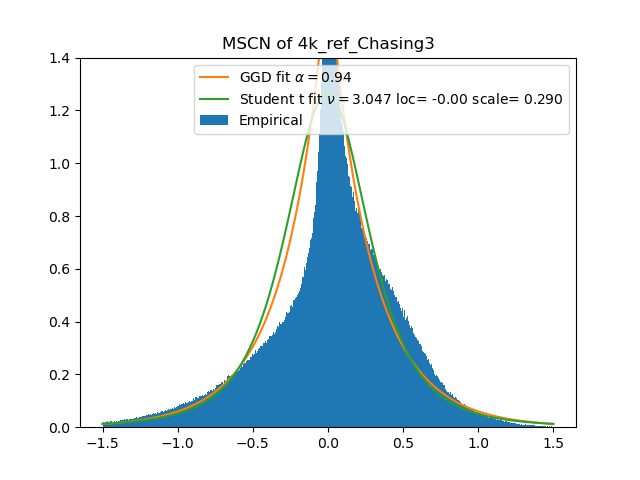 MSCN of 4k_ref_Chasing3
GGD fit α = 0.94
Student t fit ν = 3.047 loc= -0.00 scale= 0.290
Empirical
1.4
1.2
1.0
0.8
0.6
0.4
0.2
0.0
−1.5 −1.0 −0.5 0.0 0.5 1.0 1.5